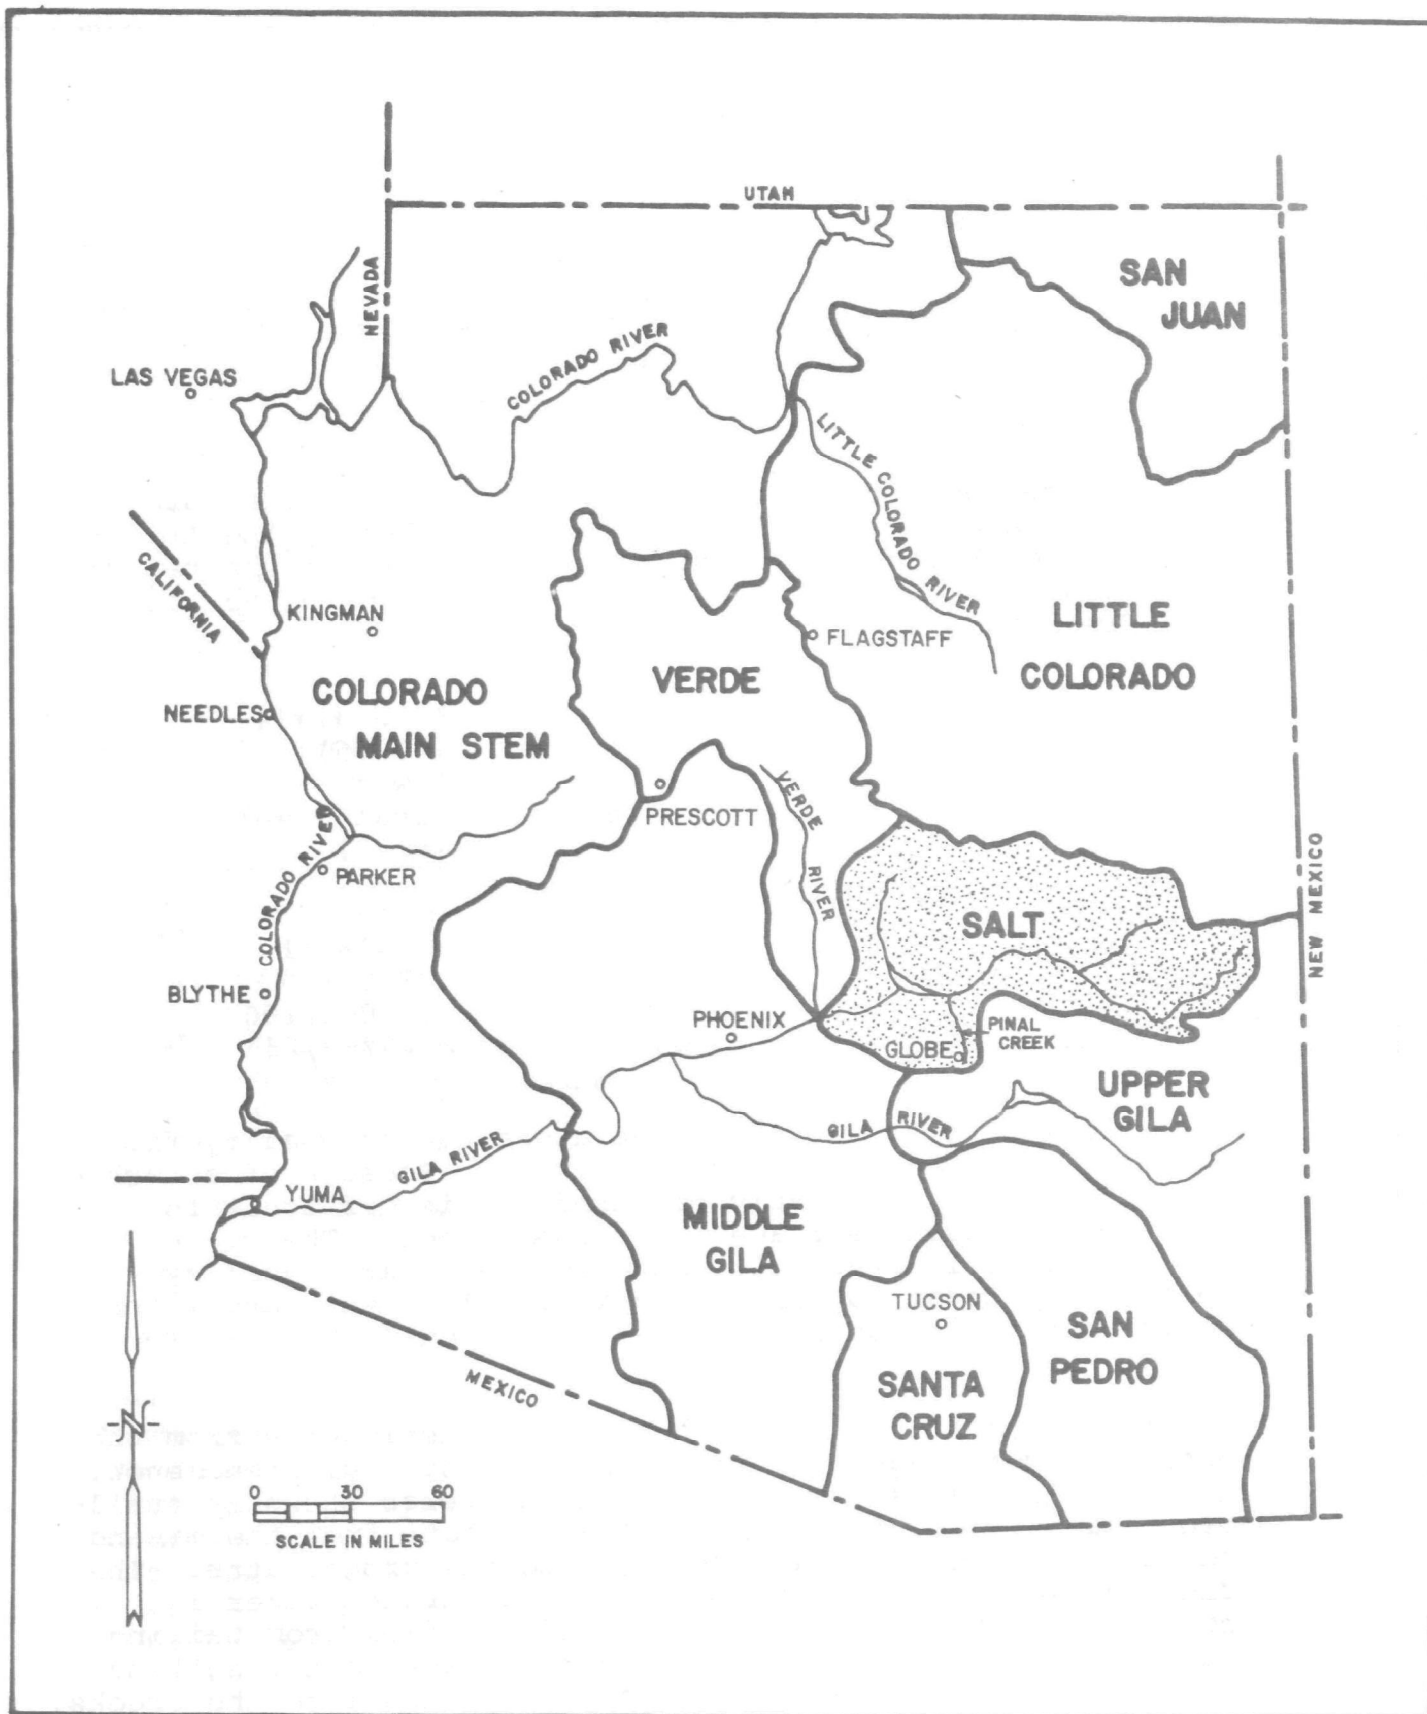 UTAH
NEVADA
SAN
JUAN
COLORADO RIVER
LAS VEGAS
LITTLE COLORADO RIVER
CALIFORNIA
KINGMAN
FLAGSTAFF
LITTLE
COLORADO
VERDE
COLORADO
MAIN STEM
NEEDLES
PRESCOTT
VERDE
RIVER
COLORADO RIVER
PARKER
SALT
NEW MEXICO
BLYTHE
PHOENIX
PINAL
CREEK
GLOBE
UPPER
GILA
GILA RIVER
GILA RIVER
YUMA
MIDDLE
GILA
TUCSON
SAN
PEDRO
SANTA
CRUZ
MEXICO
N
0 30 60
SCALE IN MILES